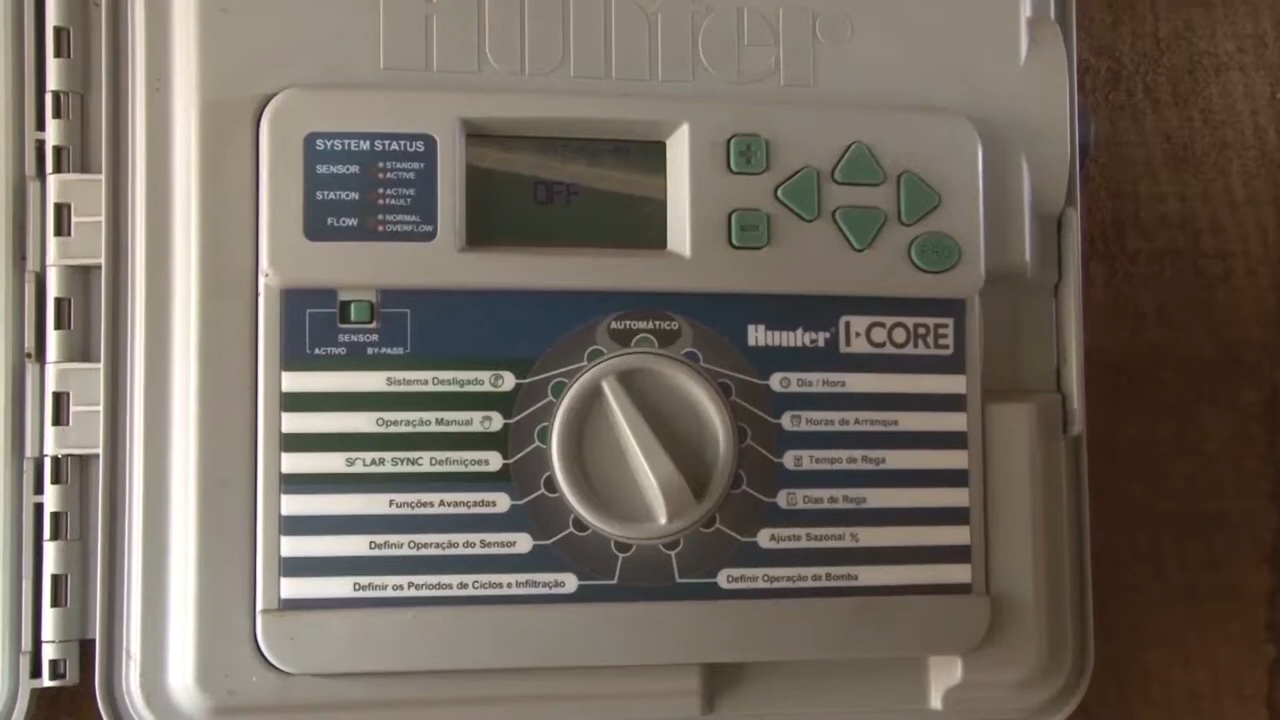 Hunter
SYSTEM STATUS
SENSOR STANDBY
ACTIVE
STATION ACTIVE
FAULT
FLOW NORMAL
OVERFLOW
OFF
PRG
SENSOR
ACTIVO BY-PASS
AUTOMÁTICO
Hunter® I-CORE
Sistema Desligado
Operação Manual
SOLAR·SYNC Definiçoes
Funções Avançadas
Definir Operação do Sensor
Definir os Periodos de Ciclos e Infiltração
Dia / Hora
Horas de Arranque
Tempo de Rega
Dias de Rega
Ajuste Sazonal %
Definir Operação da Bomba